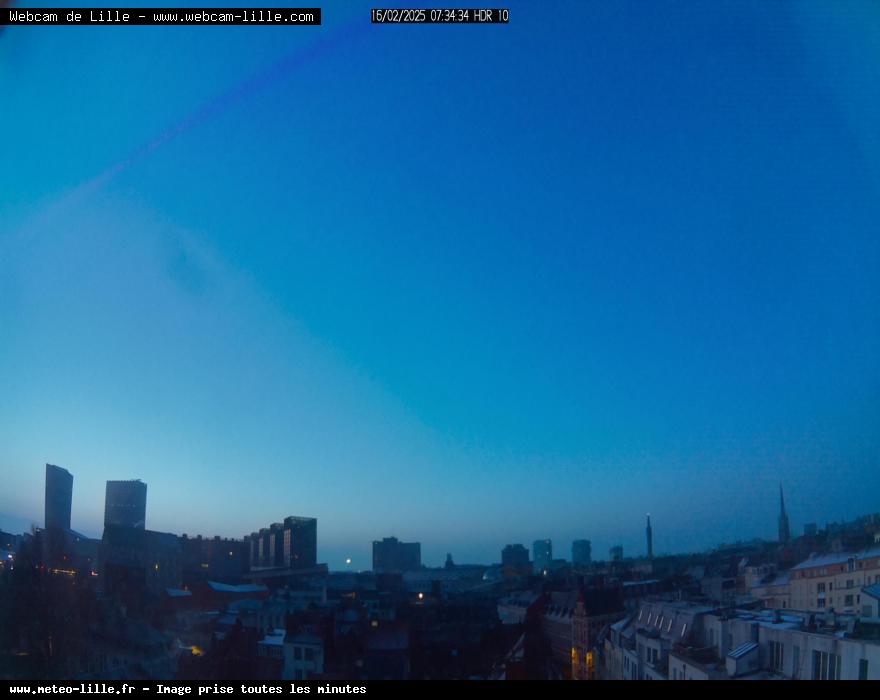 Webcam de Lille - www.webcam-lille.com
16/02/2025 07:34:34 HDR 10
www.meteo-lille.fr - Image prise toutes les minutes